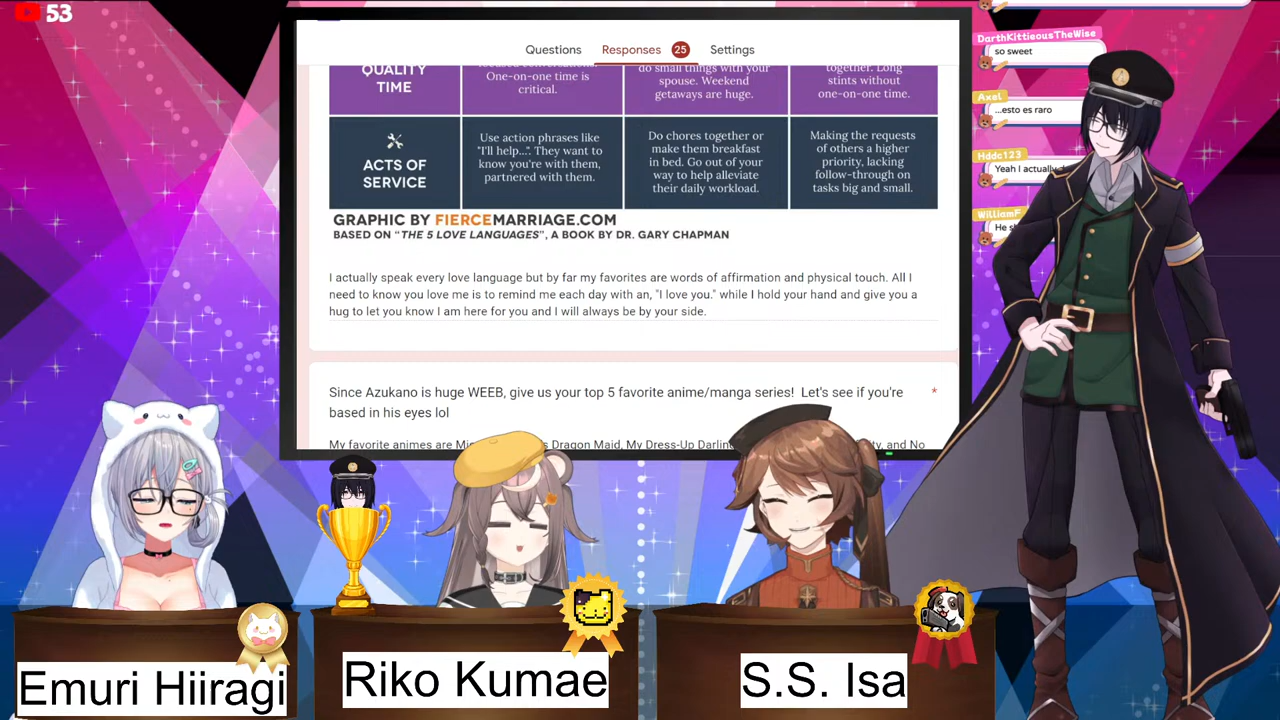 53
Questions Responses 25 Settings
QUALITY TIME
One-on-one time is critical.
do small things with your spouse. Weekend getaways are huge.
together. Long stints without one-on-one time.
ACTS OF SERVICE
Use action phrases like "I'll help...". They want to know you're with them, partnered with them.
Do chores together or make them breakfast in bed. Go out of your way to help alleviate their daily workload.
Making the requests of others a higher priority, lacking follow-through on tasks big and small.
GRAPHIC BY FIERCEMARRIAGE.COM
BASED ON "THE 5 LOVE LANGUAGES", A BOOK BY DR. GARY CHAPMAN
I actually speak every love language but by far my favorites are words of affirmation and physical touch. All I
need to know you love me is to remind me each day with an, "I love you." while I hold your hand and give you a
hug to let you know I am here for you and I will always be by your side.
Since Azukano is huge WEEB, give us your top 5 favorite anime/manga series! Let's see if you're *
based in his eyes lol
My favorite animes are Dragon Maid, My Dress-Up and No
DarthKittieousTheWise
so sweet
Axel
...esto es raro
Hddc123
Yeah I actually
WilliamF
He
Emuri Hiiragi
Riko Kumae
S.S. Isa